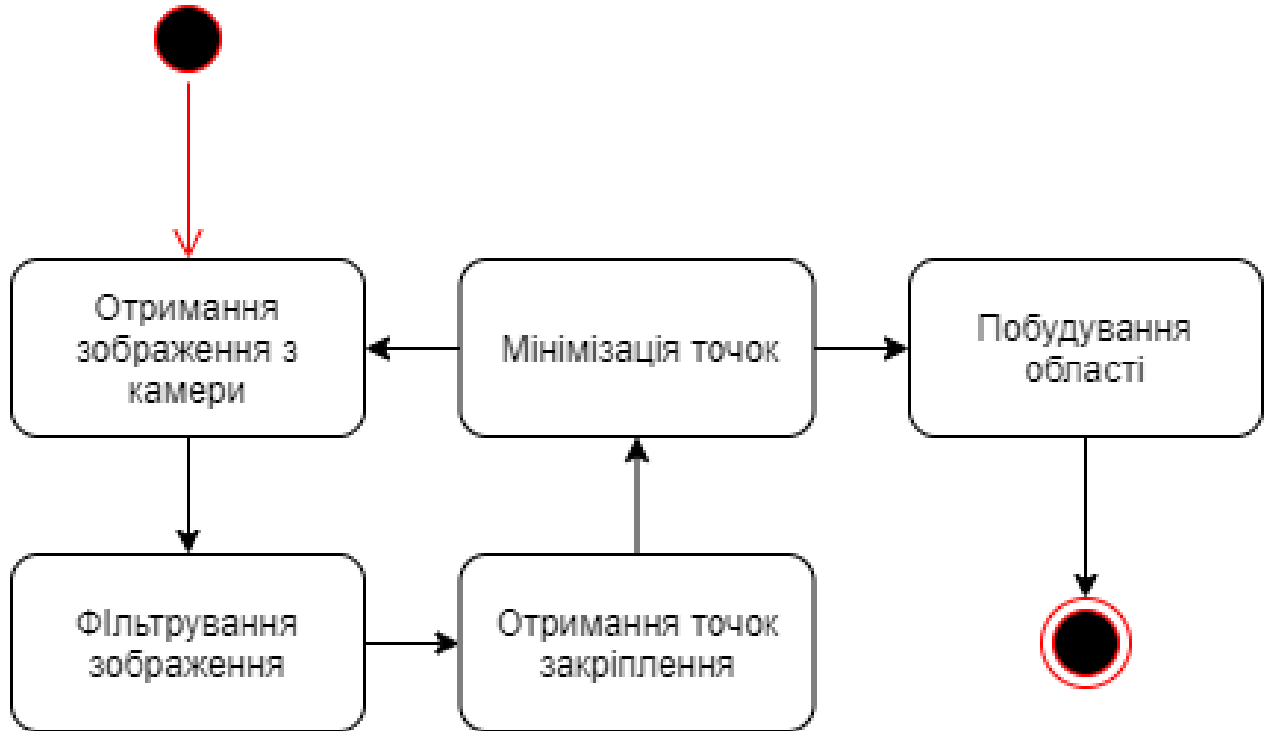 Отримання
зображення з
камери
Мінімізація точок
Побудування
області
ФІльтрування
зображення
Отримання точок
закріплення